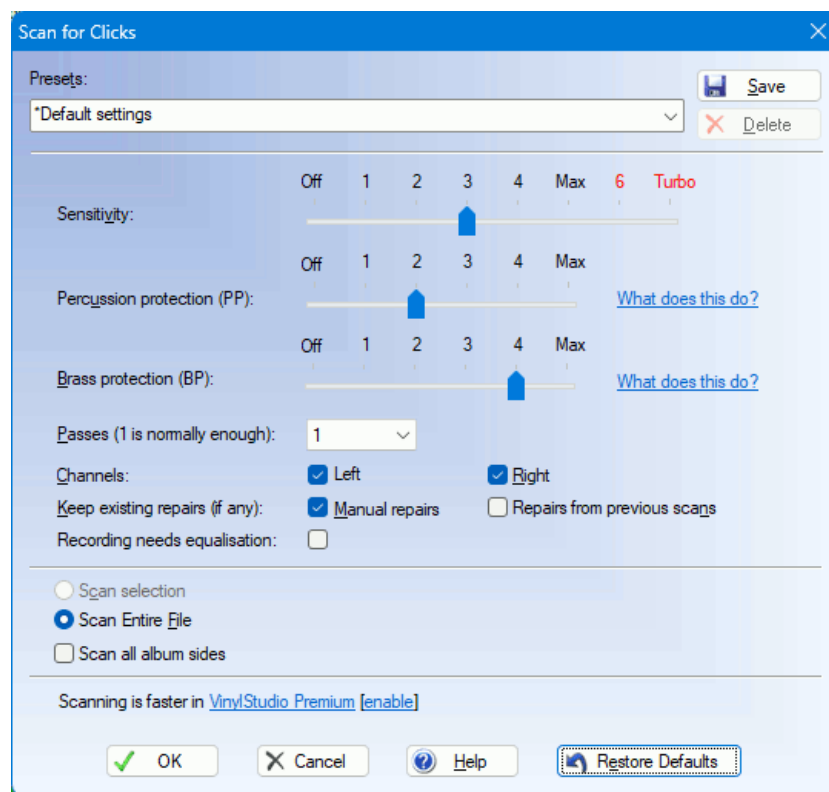 Scan for Clicks
Presets:
Save
*Default settings
Delete
Off 1 2 3 4 Max 6 Turbo
Sensitivity:
Off 1 2 3 4 Max
Percussion protection (PP): What does this do?
Off 1 2 3 4 Max
Brass protection (BP): What does this do?
Passes (1 is normally enough): 1
Channels: Left Right
Keep existing repairs (if any): Manual repairs Repairs from previous scans
Recording needs equalisation:
Scan selection
Scan Entire File
Scan all album sides
Scanning is faster in VinylStudio Premium [enable]
OK Cancel Help Restore Defaults